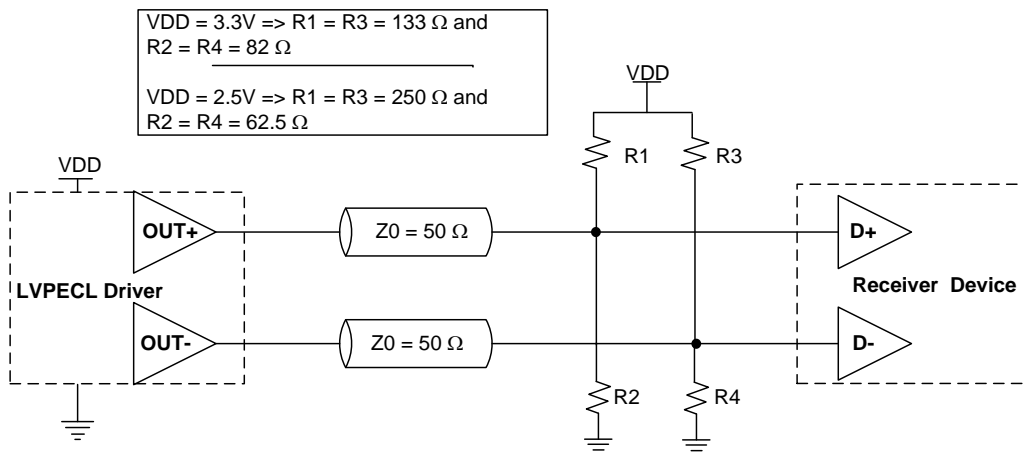 VDD = 3.3V => R1 = R3 = 133 Ω and
R2 = R4 = 82 Ω
VDD = 2.5V => R1 = R3 = 250 Ω and
R2 = R4 = 62.5 Ω
VDD
VDD
R1
R3
OUT+
Z0 = 50 Ω
D+
LVPECL Driver
Receiver Device
OUT-
Z0 = 50 Ω
D-
R2
R4